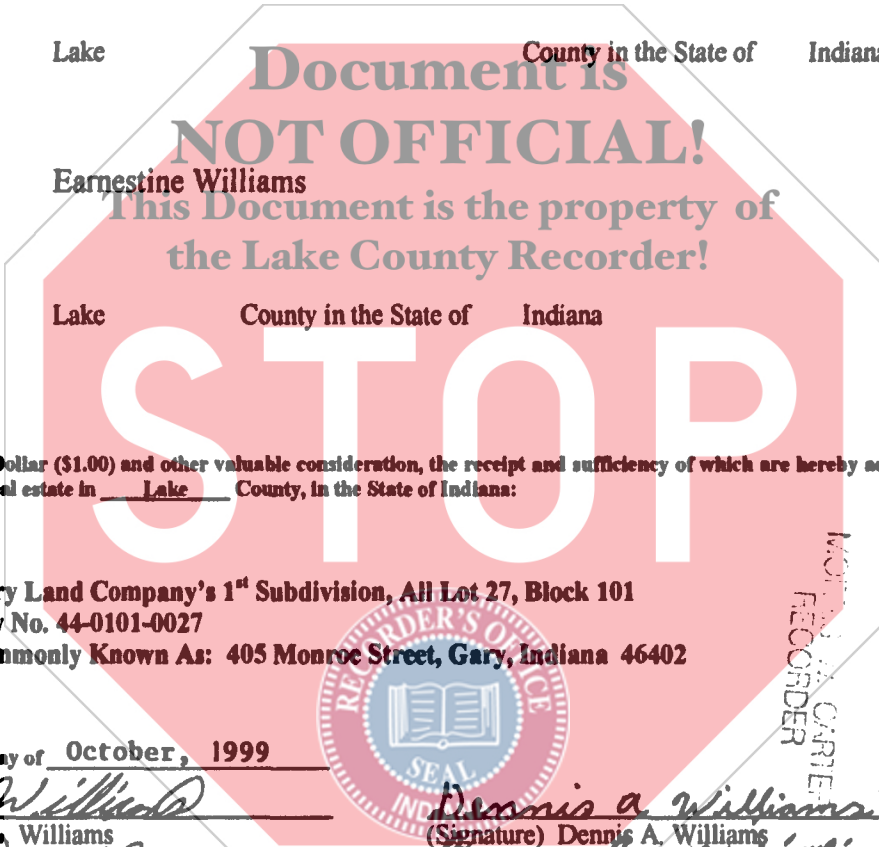 Lake County in the State of Indiana
Document is
NOT OFFICIAL!
Earnestine Williams
This Document is the property of
the Lake County Recorder!
Lake County in the State of Indiana
STOP
Dollar ($1.00) and other valuable consideration, the receipt and sufficiency of which are hereby
estate in Lake County, in the State of Indiana:
Land Company's 1st Subdivision, All Lot 27, Block 101
No. 44-0101-0027
Known As: 405 Monroe Street, Gary, Indiana 46402
CARTER
RECORDER
RECORDER'S OFFICE
SEAL
INDIANA
of October, 1999
Williams Dennis A Williams
Williams (Signature) Dennis A. Williams